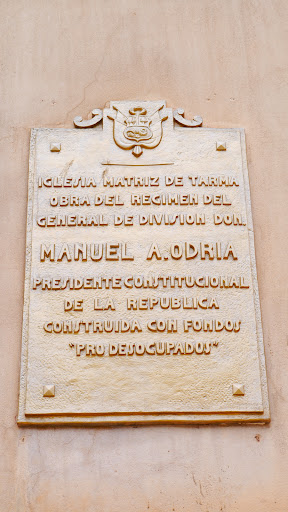 IGLESIA MATRIZ DE TARMA
OBRA DEL REGIMEN DEL
GENERAL DE DIVISION DON.
MANUEL A. ODRIA
PRESIDENTE CONSTITUCIONAL
DE LA REPUBLICA
CONSTRUIDA CON FONDOS
"PRO DESOCUPADOS"